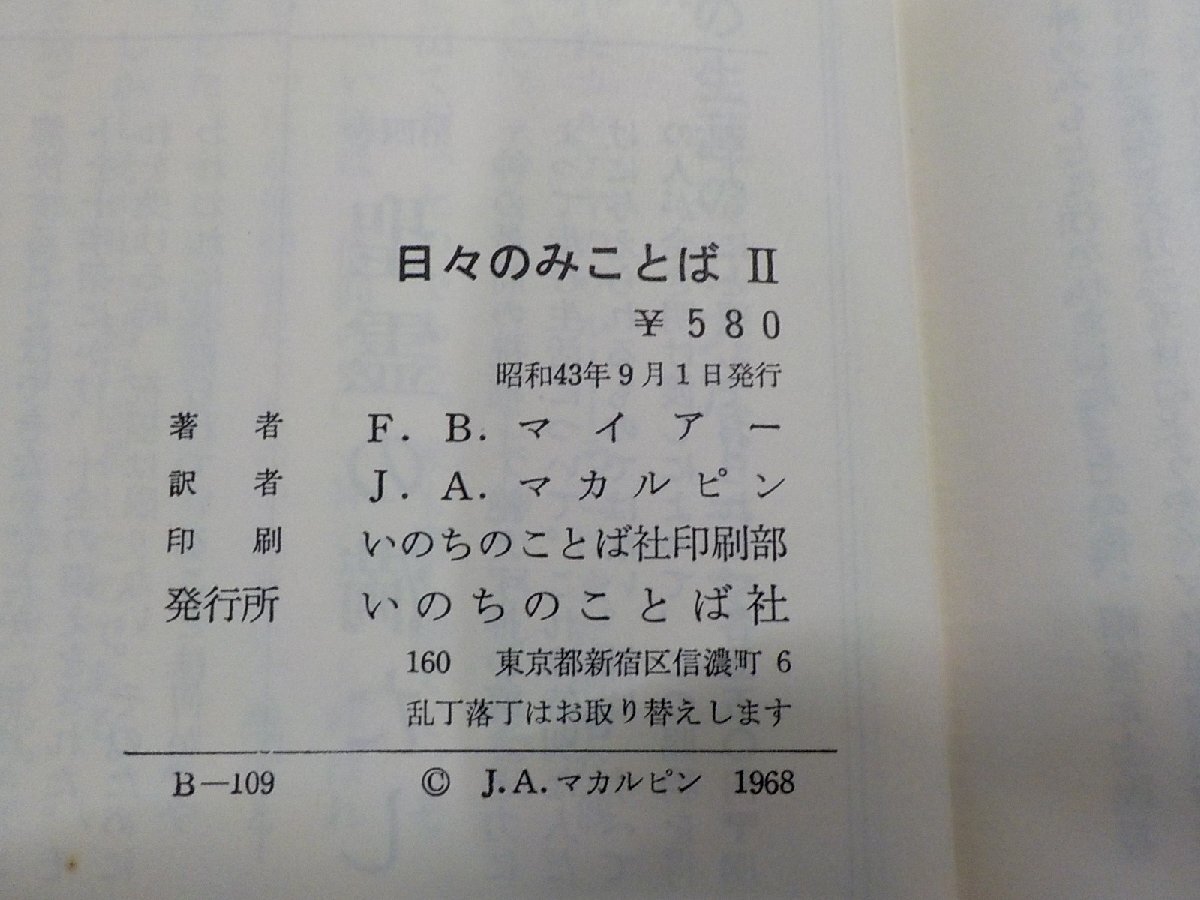 日々のみことば II
¥580
昭和43年9月1日発行
著者 F. B. マイアー
訳者 J. A. マカルピン
印刷 いのちのことば社印刷部
発行所 いのちのことば社
160 東京都新宿区信濃町6
乱丁落丁はお取り替えします
B—109 © J.A.マカルピン 1968